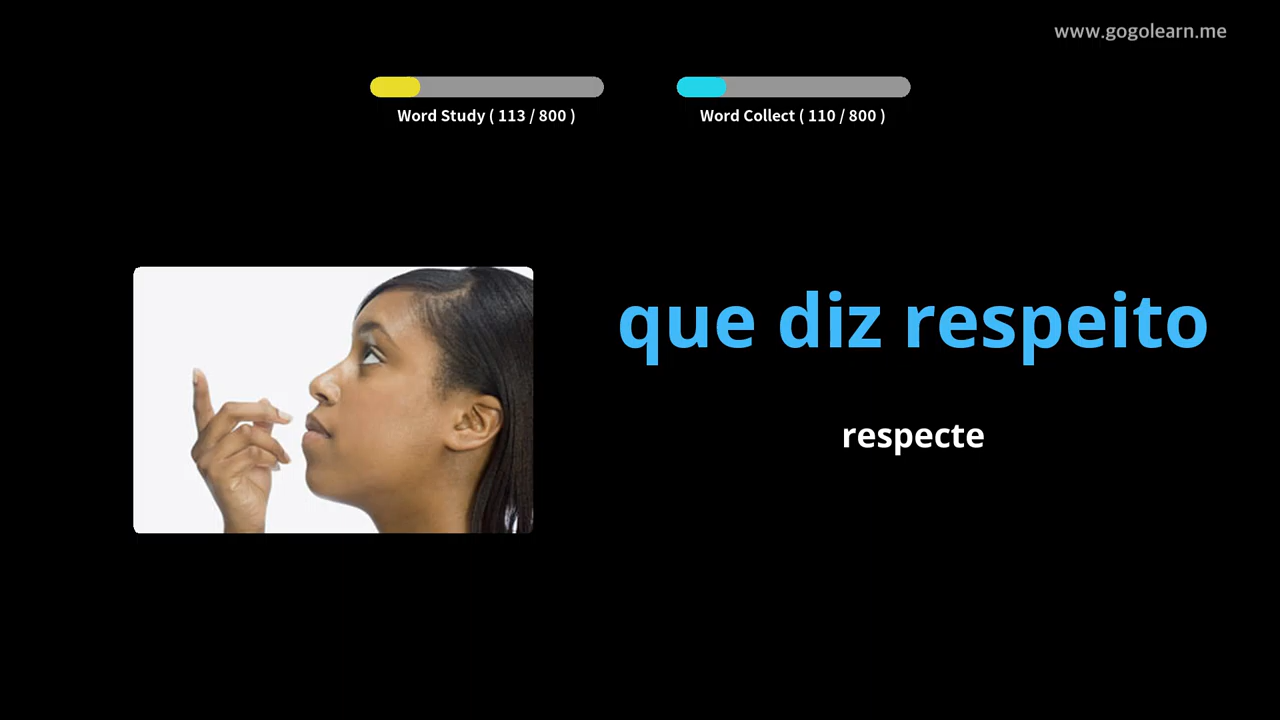 www.gogolearn.me
Word Study ( 113 / 800 )
Word Collect ( 110 / 800 )
que diz respeito
respecte